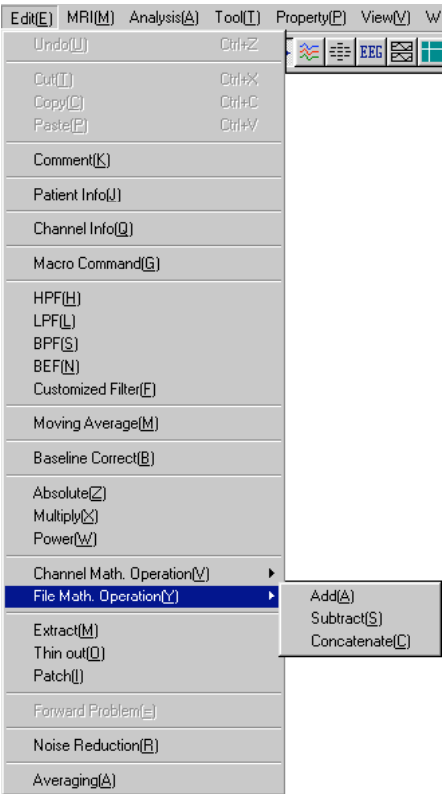 Edit(E) MRI(M) Analysis(A) Tool(T) Property(P) View(V) W
EEG
Undo(U) Ctrl+Z
Cut(T) Ctrl+X
Copy(C) Ctrl+C
Paste(P) Ctrl+V
Comment(K)
Patient Info(J)
Channel Info(Q)
Macro Command(G)
HPF(H)
LPF(L)
BPF(S)
BEF(N)
Customized Filter(F)
Moving Average(M)
Baseline Correct(B)
Absolute(Z)
Multiply(X)
Power(W)
Channel Math. Operation(V)
File Math. Operation(Y)
Add(A)
Subtract(S)
Concatenate(C)
Extract(M)
Thin out(O)
Patch(I)
Forward Problem(=)
Noise Reduction(R)
Averaging(A)